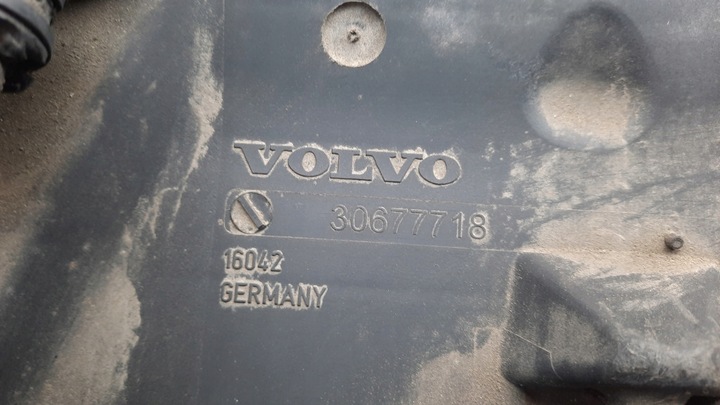 VOLVO
30677718
16042
GERMANY